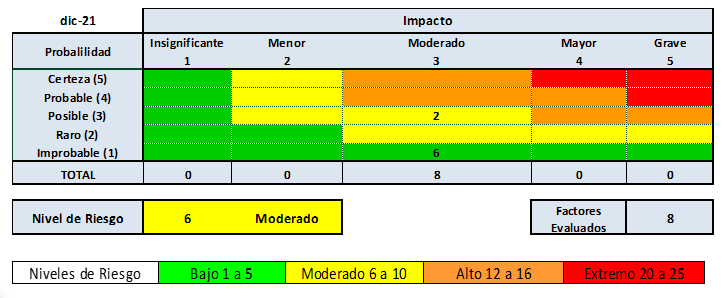 dic-21 Impacto
Probalilidad Insignificante Menor Moderado Mayor Grave
1 2 3 4 5
Certeza (5)
Probable (4)
Posible (3) 2
Raro (2)
Improbable (1) 6
TOTAL 0 0 8 0 0
Nivel de Riesgo 6 Moderado Factores Evaluados 8
Niveles de Riesgo Bajo 1 a 5 Moderado 6 a 10 Alto 12 a 16 Extremo 20 a 25